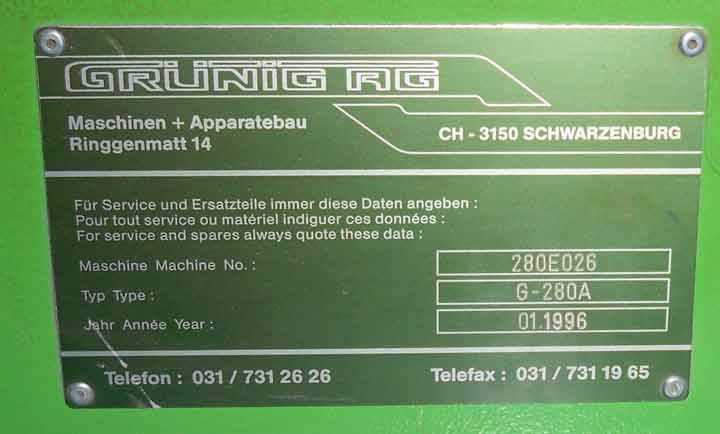 GRÜNIG AG
Maschinen + Apparatebau
Ringgenmatt 14
CH - 3150 SCHWARZENBURG
Für Service und Ersatzteile immer diese Daten angeben :
Pour tout service ou matériel indiguer ces données :
For service and spares always quote these data :
Maschine Machine No. : 280E026
Typ Type : G-280A
Jahr Année Year : 01.1996
Telefon : 031 / 731 26 26 Telefax : 031 / 731 19 65